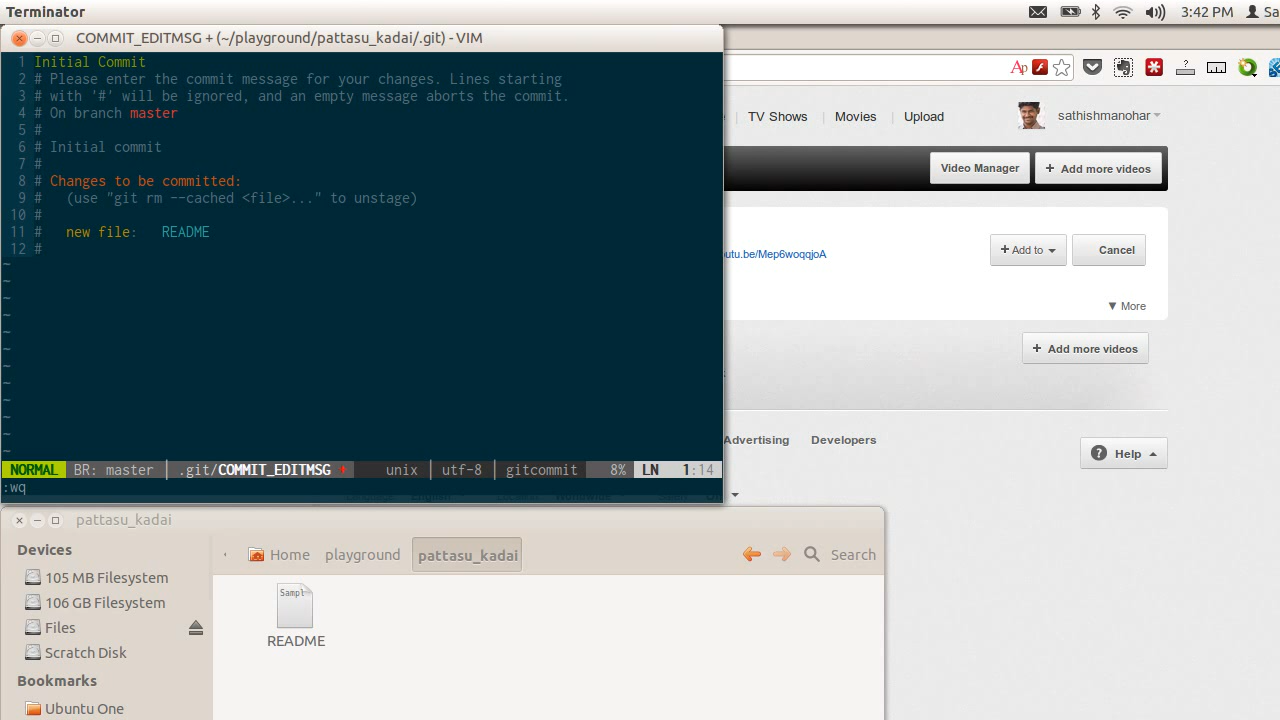 Terminator
3:42 PM
Sa
COMMIT_EDITMSG + (~/playground/pattasu_kadai/.git) - VIM
1 Initial Commit
2 # Please enter the commit message for your changes. Lines starting
3 # with '#' will be ignored, and an empty message aborts the commit.
4 # On branch master
5 #
6 # Initial commit
7 #
8 # Changes to be committed:
9 #   (use "git rm --cached <file>..." to unstage)
10 #
11 #   new file:   README
12 #
~
~
~
~
~
~
~
~
~
~
~
~
NORMAL BR: master | .git/COMMIT_EDITMSG + unix | utf-8 | gitcommit 8% LN 1:14
:wq
TV Shows | Movies | Upload
sathishmanohar
Video Manager
+ Add more videos
utu.be/Mep6woqqjoA
+ Add to
Cancel
▼ More
+ Add more videos
Advertising
Developers
? Help
pattasu_kadai
Devices
105 MB Filesystem
106 GB Filesystem
Files
Scratch Disk
Bookmarks
Ubuntu One
Home
playground
pattasu_kadai
Search
Sampl
README